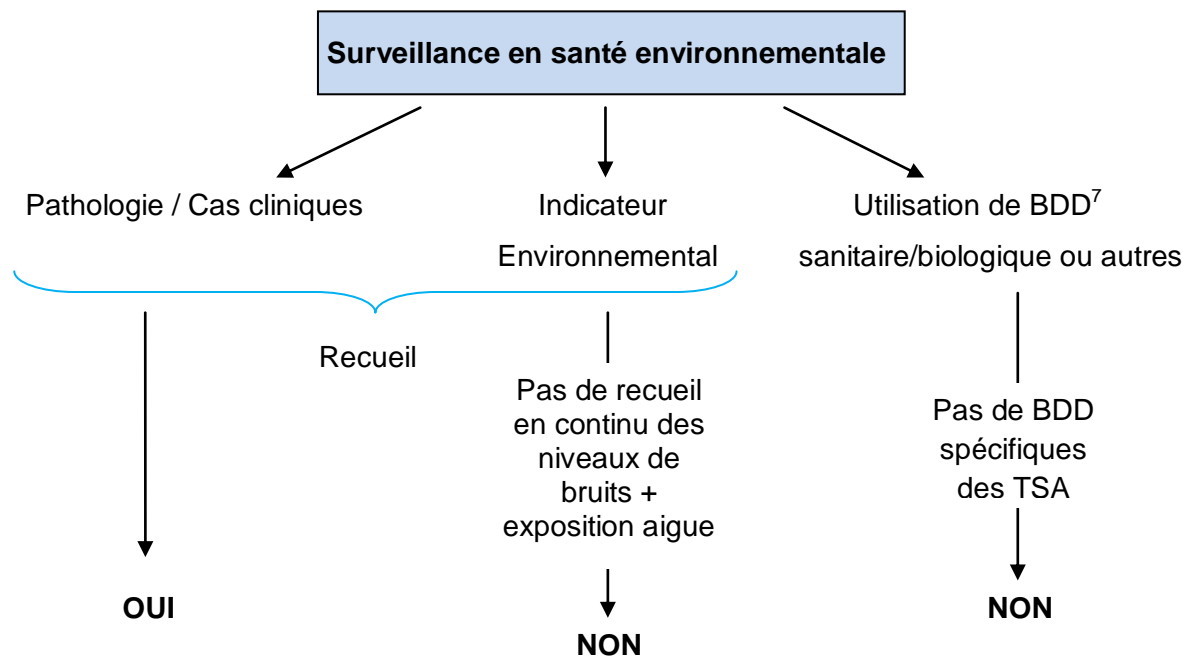 Surveillance en santé environnementale
Pathologie / Cas cliniques
Indicateur
Environnemental
Utilisation de BDD⁷
sanitaire/biologique ou autres
Recueil
Pas de recueil
en continu des
niveaux de
bruits +
exposition aigue
Pas de BDD
spécifiques
des TSA
OUI
NON
NON